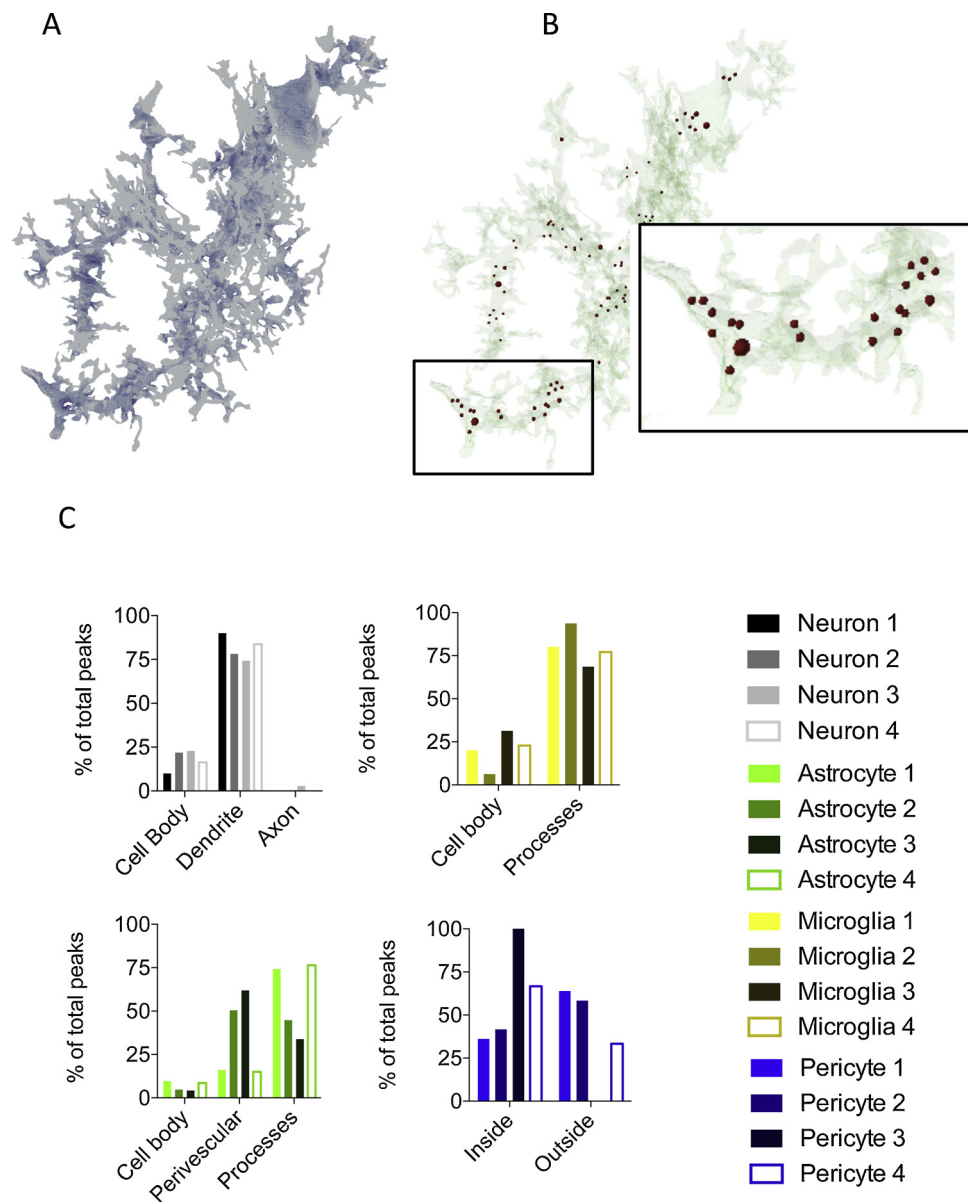 A
B
C
% of total peaks
100
75
50
25
0
Cell Body
Dendrite
Axon
% of total peaks
100
75
50
25
0
Cell body
Processes
% of total peaks
100
75
50
25
0
Cell body
Perivescular
Processes
% of total peaks
100
75
50
25
0
Inside
Outside
Neuron 1
Neuron 2
Neuron 3
Neuron 4
Astrocyte 1
Astrocyte 2
Astrocyte 3
Astrocyte 4
Microglia 1
Microglia 2
Microglia 3
Microglia 4
Pericyte 1
Pericyte 2
Pericyte 3
Pericyte 4